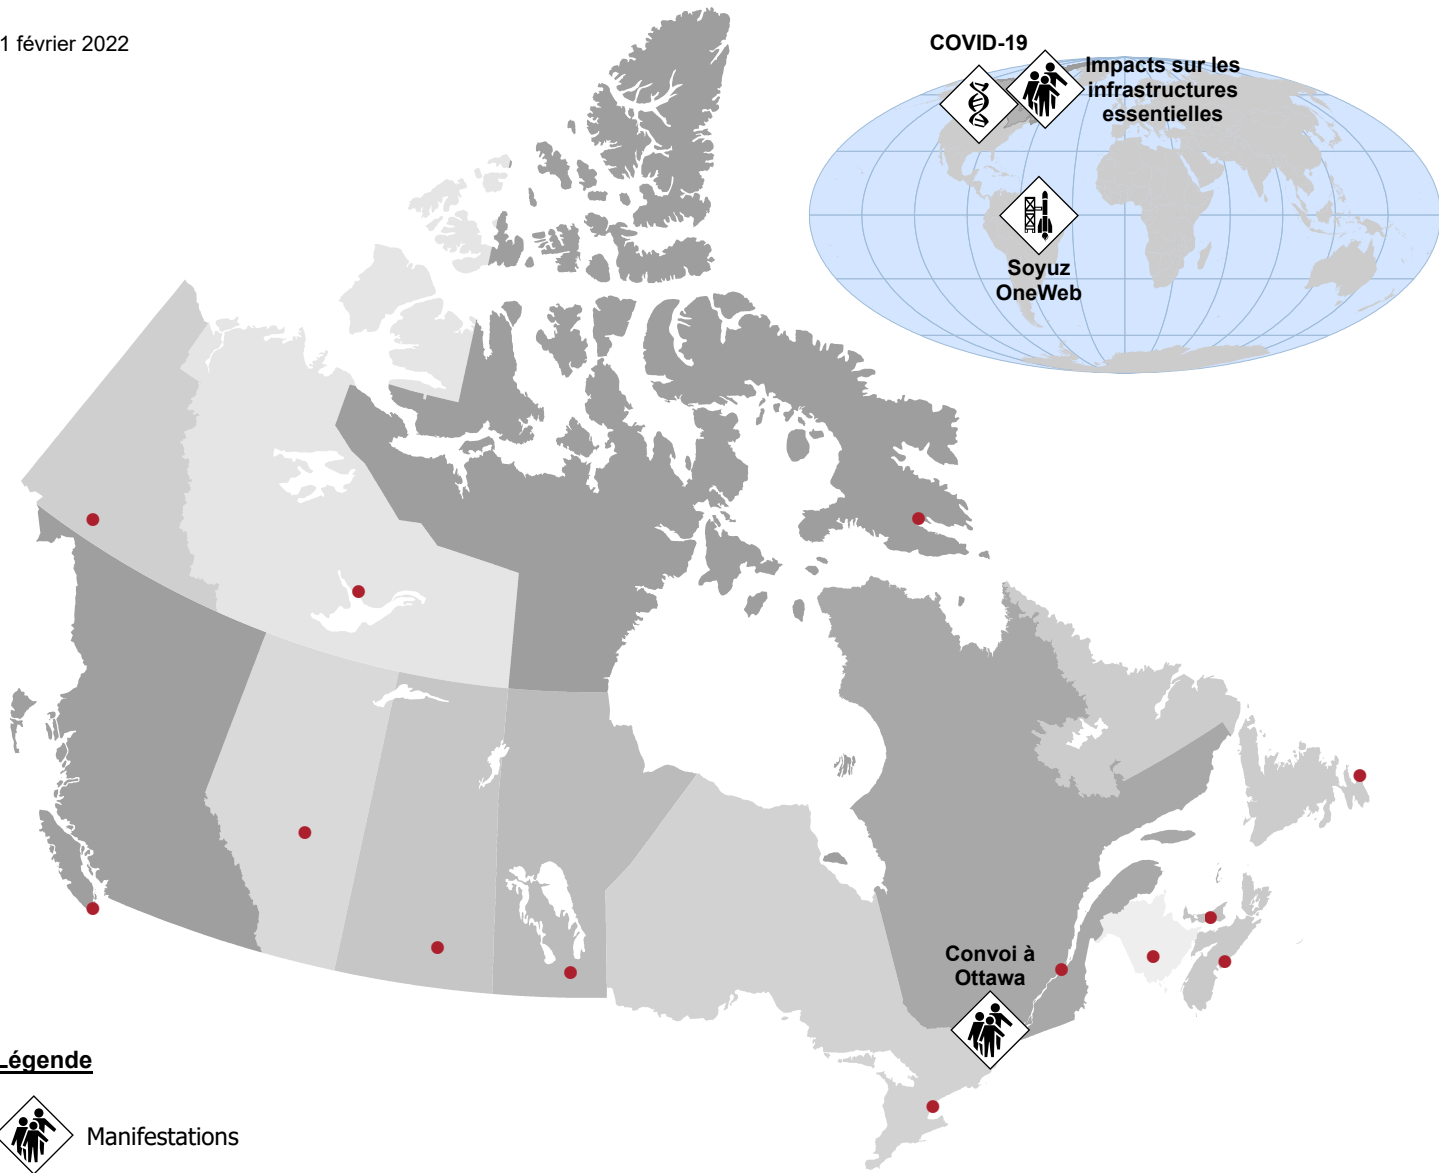 1 février 2022
COVID-19
Impacts sur les
infrastructures
essentielles
Soyuz
OneWeb
Convoi à
Ottawa
Légende
Manifestations